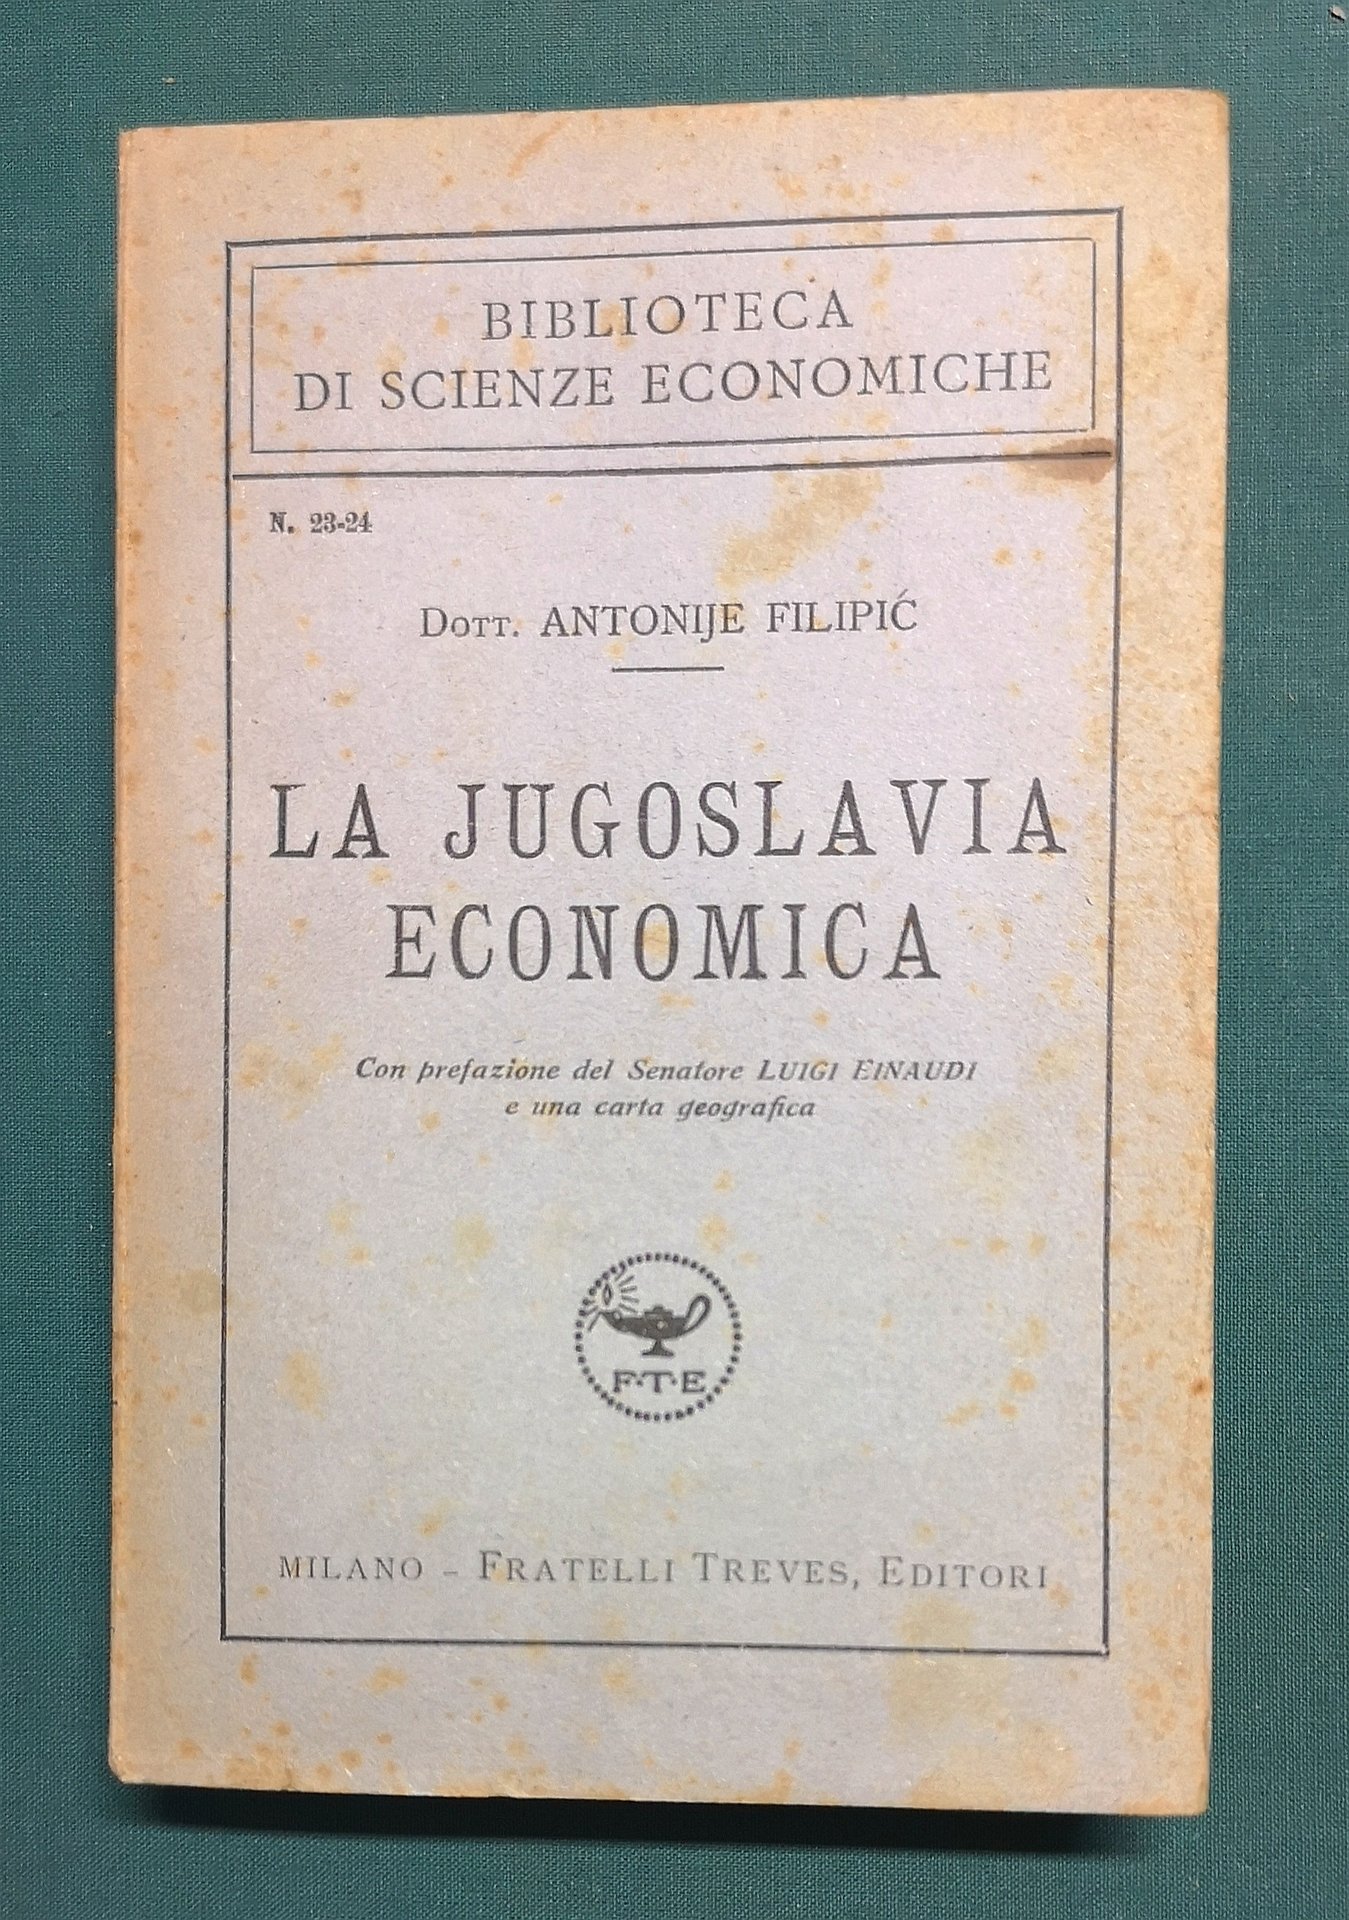 BIBLIOTECA
DI SCIENZE ECONOMICHE
N. 23-24
DOTT. ANTONIJE FILIPIĆ
LA JUGOSLAVIA
ECONOMICA
Con prefazione del Senatore LUIGI EINAUDI
e una carta geografica
F·T·E
MILANO – FRATELLI TREVES, EDITORI